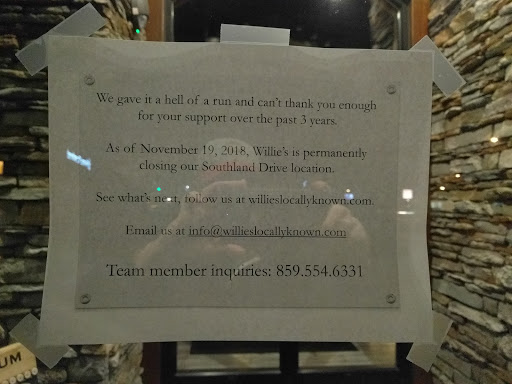 We gave it a hell of a run and can't thank you enough
for your support over the past 3 years.
As of November 19, 2018, Willie's is permanently
closing our Southland Drive location.
See what's next, follow us at willieslocallyknown.com.
Email us at info@willieslocallyknown.com
Team member inquiries: 859.554.6331
UM